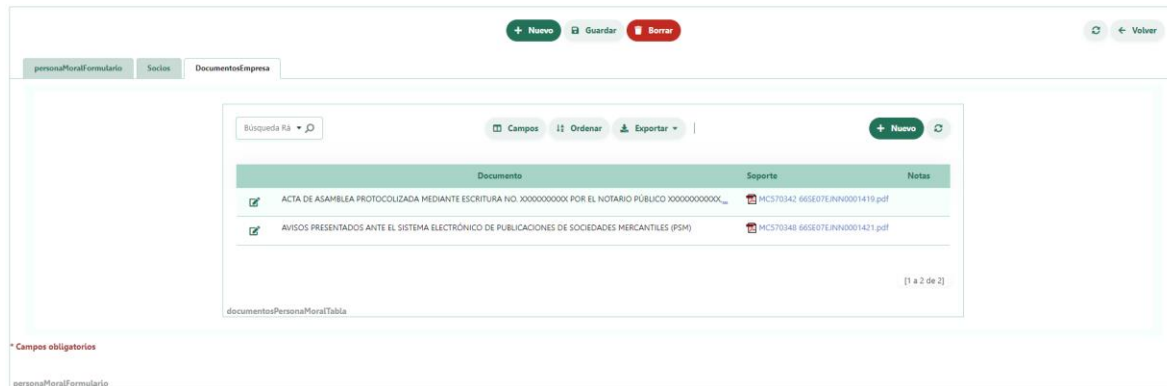 + Nuevo Guardar Borrar Volver
personaMoralFormulario Socios DocumentosEmpresa
Búsqueda Rá Campos Ordenar Exportar + Nuevo
Documento Soporte Notas
ACTA DE ASAMBLEA PROTOCOLIZADA MEDIANTE ESCRITURA NO. XXXXXXXXXX POR EL NOTARIO PÚBLICO XXXXXXXXXXX... MC570342 66SE07EJNN0001419.pdf
AVISOS PRESENTADOS ANTE EL SISTEMA ELECTRÓNICO DE PUBLICACIONES DE SOCIEDADES MERCANTILES (PSM) MC570348 66SE07EJNN0001421.pdf
[1 a 2 de 2]
documentosPersonaMoralTabla
* Campos obligatorios
personaMoralFormulario